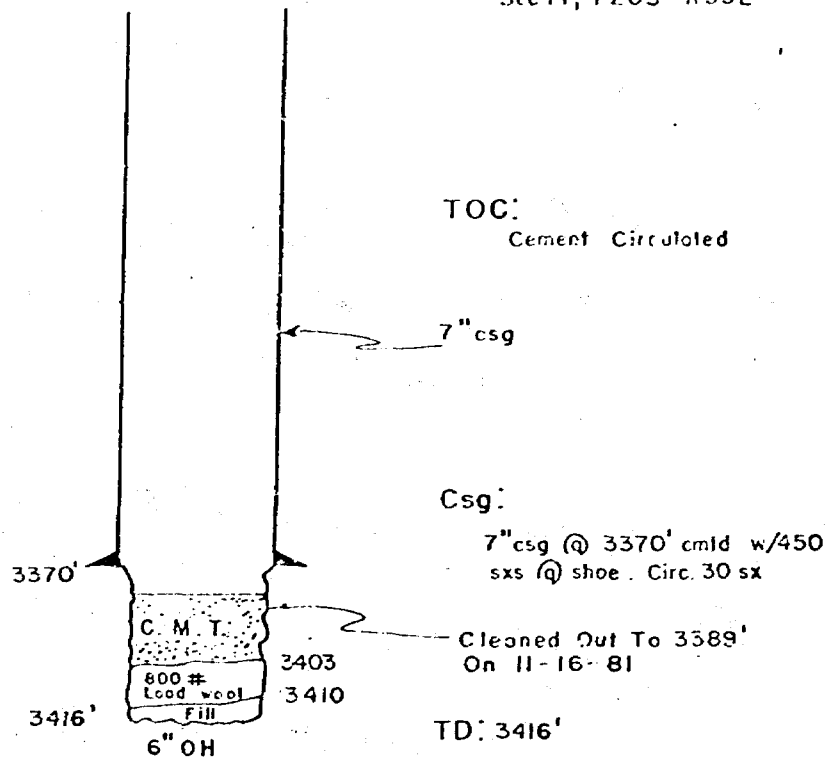 TOC:
Cement Circulated
7" csg
Csg:
7" csg @ 3370' cmtd w/450
sxs @ shoe. Circ. 30 sx
3370'
C. M. T.
Cleaned Out To 3389'
On 11-16-81
3403
800 #
Lead wool
3410
Fill
3416'
TD: 3416'
6" OH